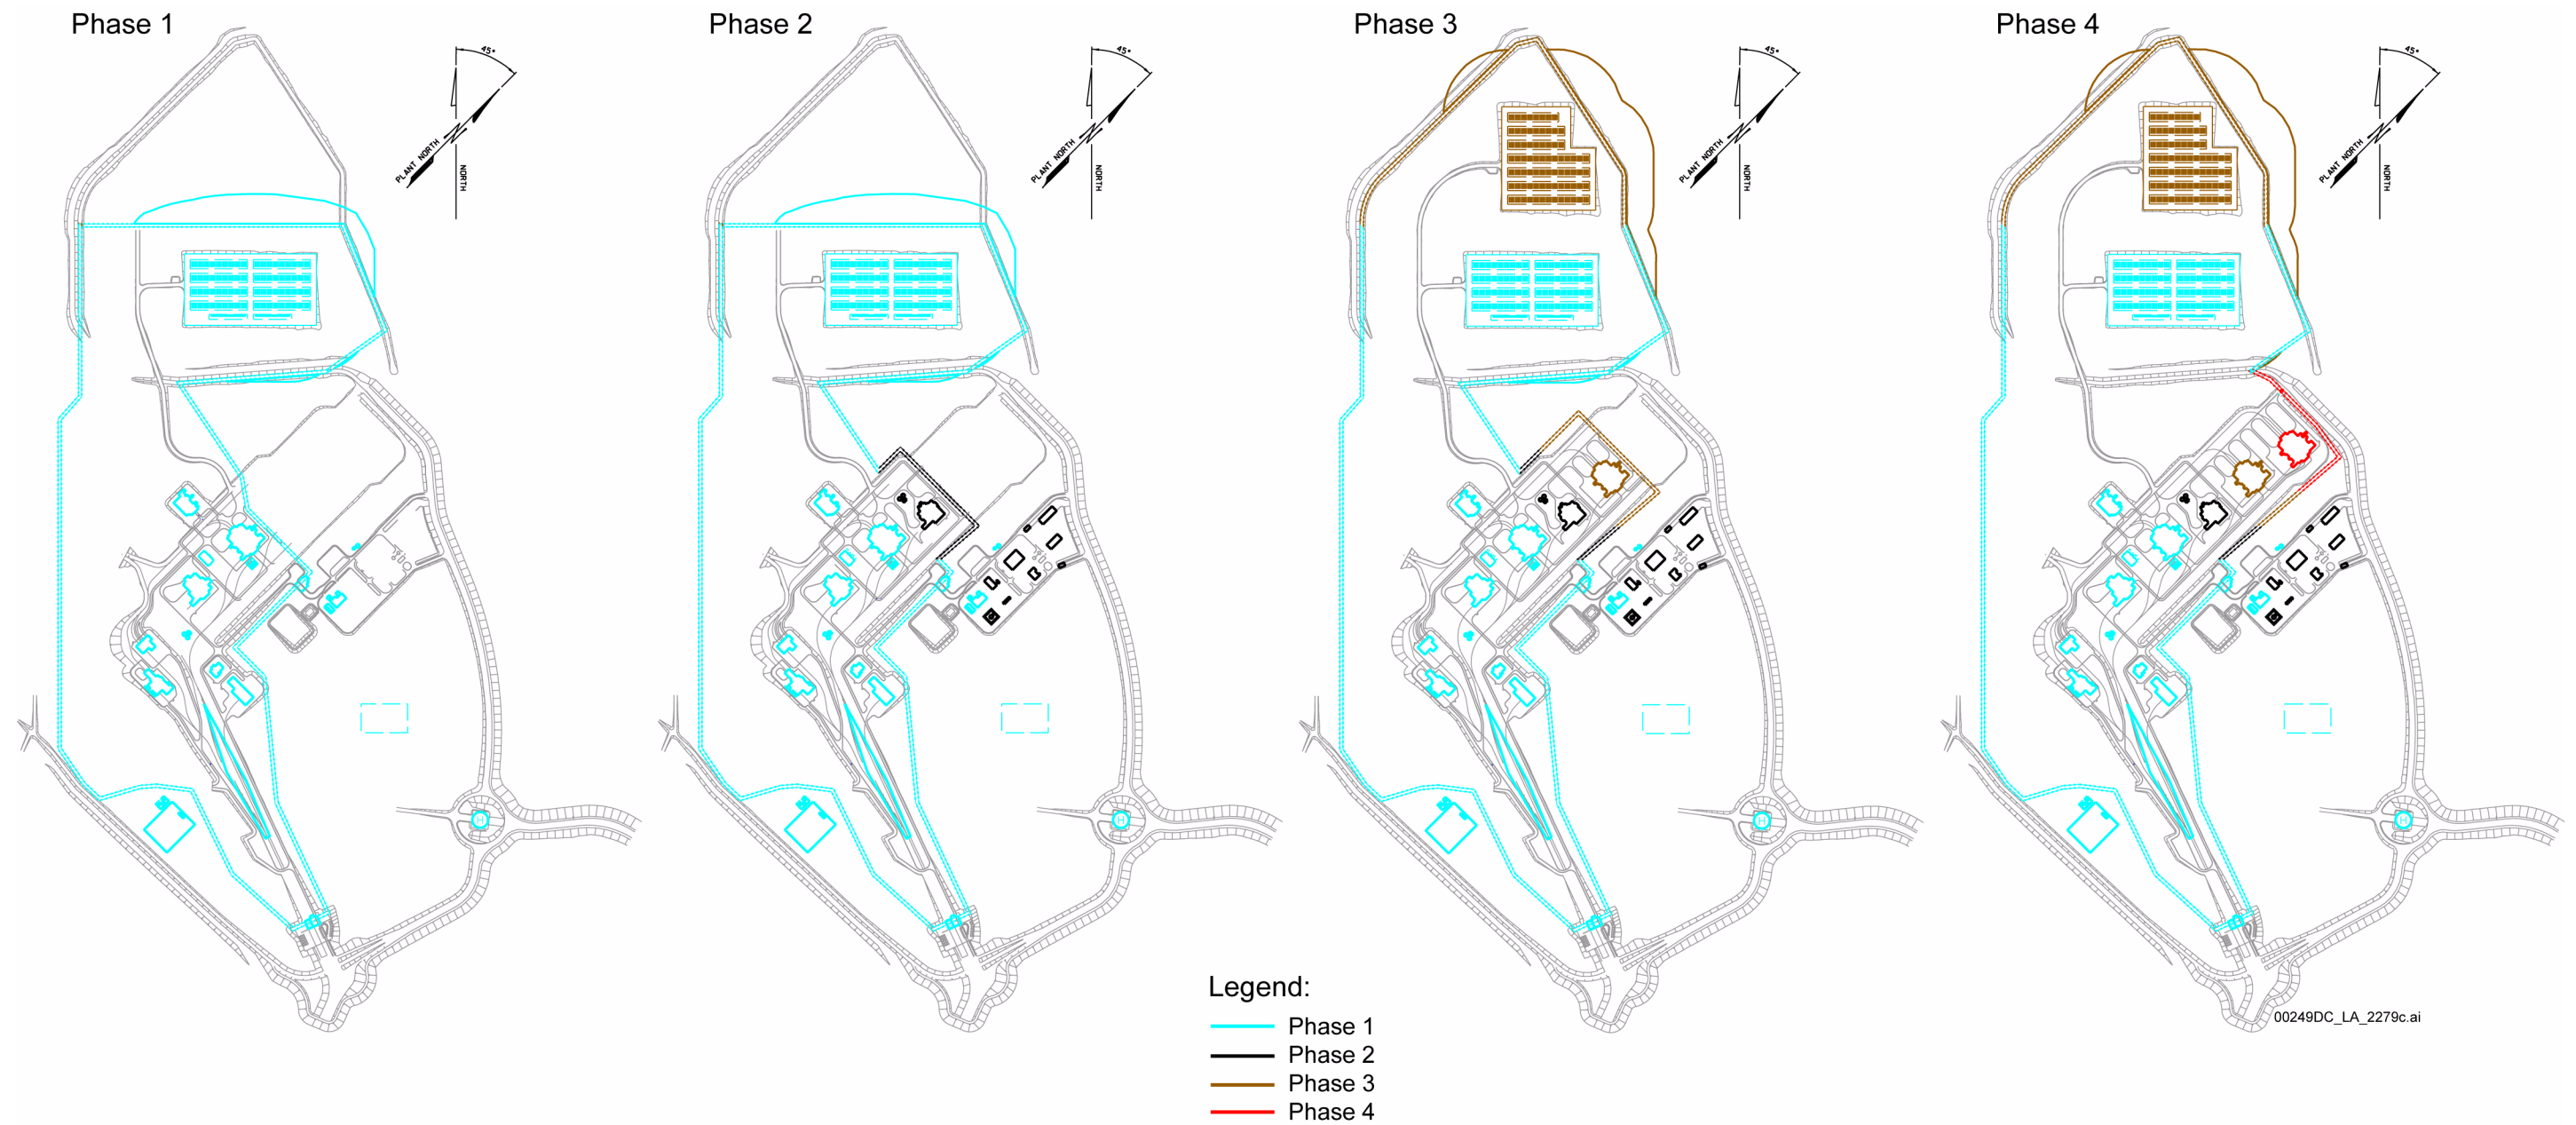 Phase 1
Phase 2
Phase 3
Phase 4
45°
PLANT NORTH
NORTH
45°
PLANT NORTH
NORTH
45°
PLANT NORTH
NORTH
45°
PLANT NORTH
NORTH
H
H
H
H
Legend:
Phase 1
Phase 2
Phase 3
Phase 4
00249DC_LA_2279c.ai